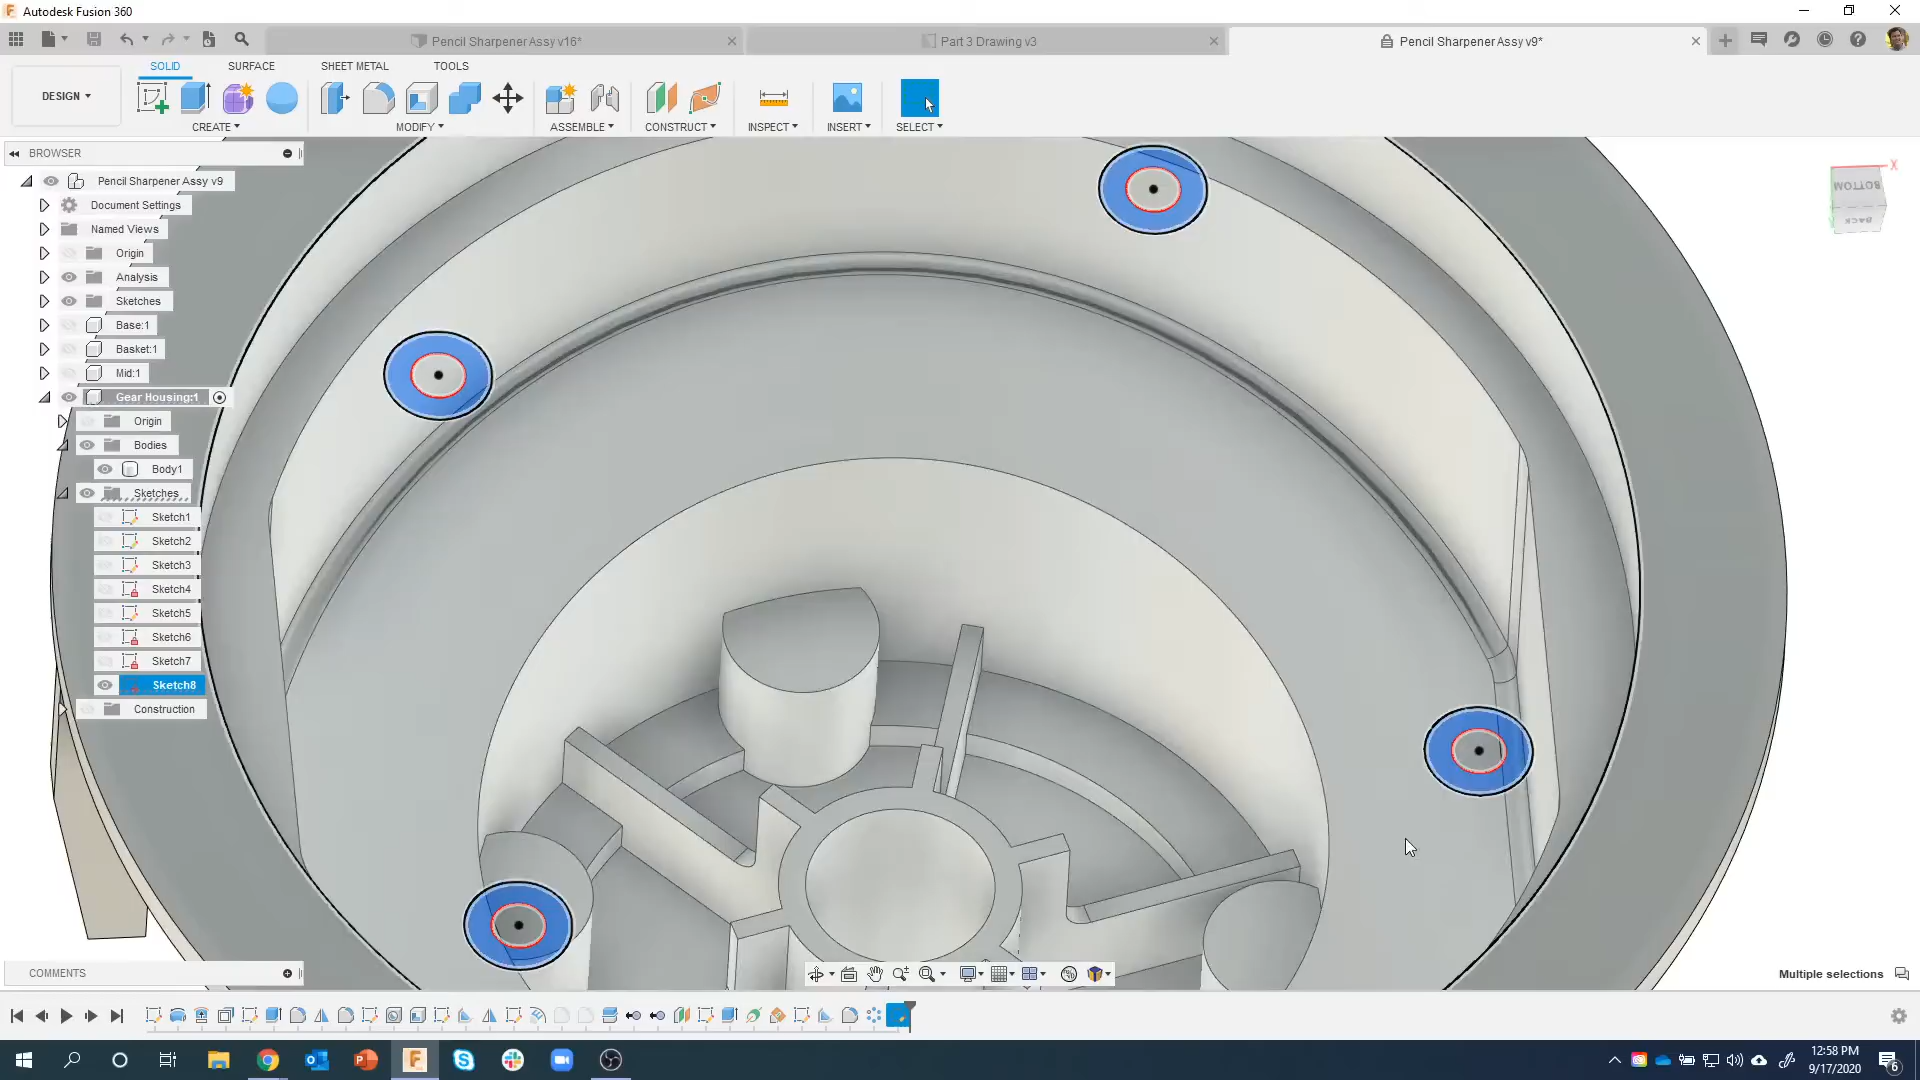 Autodesk Fusion 360
Pencil Sharpener Assy v16*
Part 3 Drawing v3
Pencil Sharpener Assy v9*
DESIGN
SOLID
SURFACE
SHEET METAL
TOOLS
CREATE
MODIFY
ASSEMBLE
CONSTRUCT
INSPECT
INSERT
SELECT
BROWSER
Pencil Sharpener Assy v9
Document Settings
Named Views
Origin
Analysis
Sketches
Base:1
Basket:1
Mid:1
Gear Housing:1
Origin
Bodies
Body1
Sketches
Sketch1
Sketch2
Sketch3
Sketch4
Sketch5
Sketch6
Sketch7
Sketch8
Construction
X
BOTTOM
BACK
COMMENTS
Multiple selections
12:58 PM
9/17/2020
6